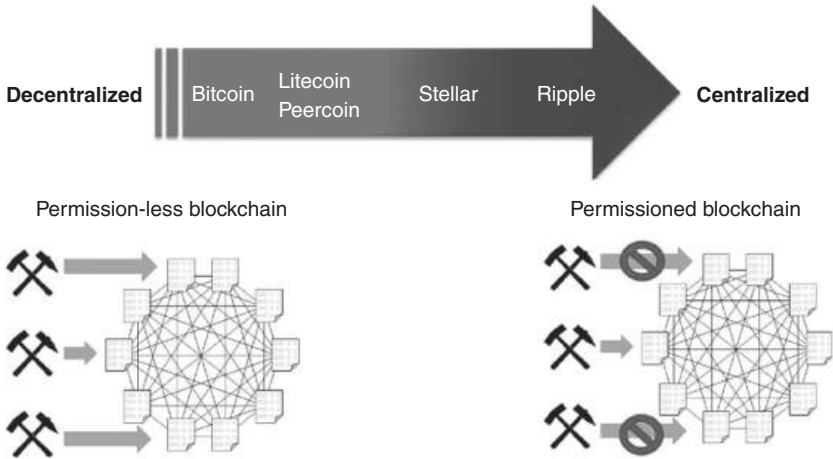 Decentralized
Bitcoin
Litecoin
Peercoin
Stellar
Ripple
Centralized
Permission-less blockchain
Permissioned blockchain